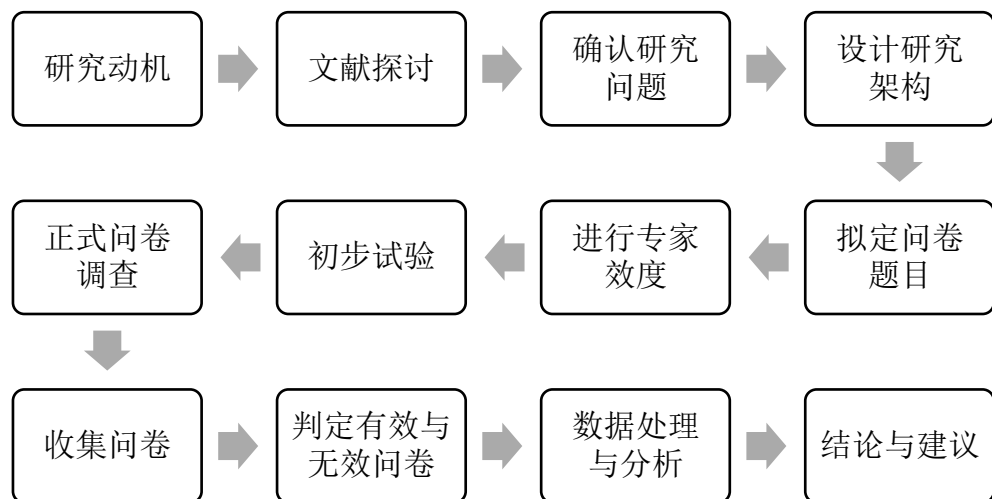 研究动机
文献探讨
确认研究
问题
设计研究
架构
拟定问卷
题目
进行专家
效度
初步试验
正式问卷
调查
收集问卷
判定有效与
无效问卷
数据处理
与分析
结论与建议